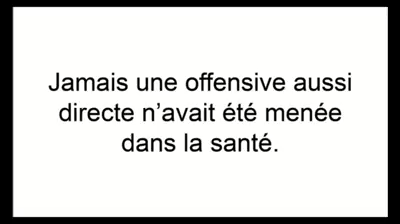 Jamais une offensive aussi
directe n’avait été menée
dans la santé.